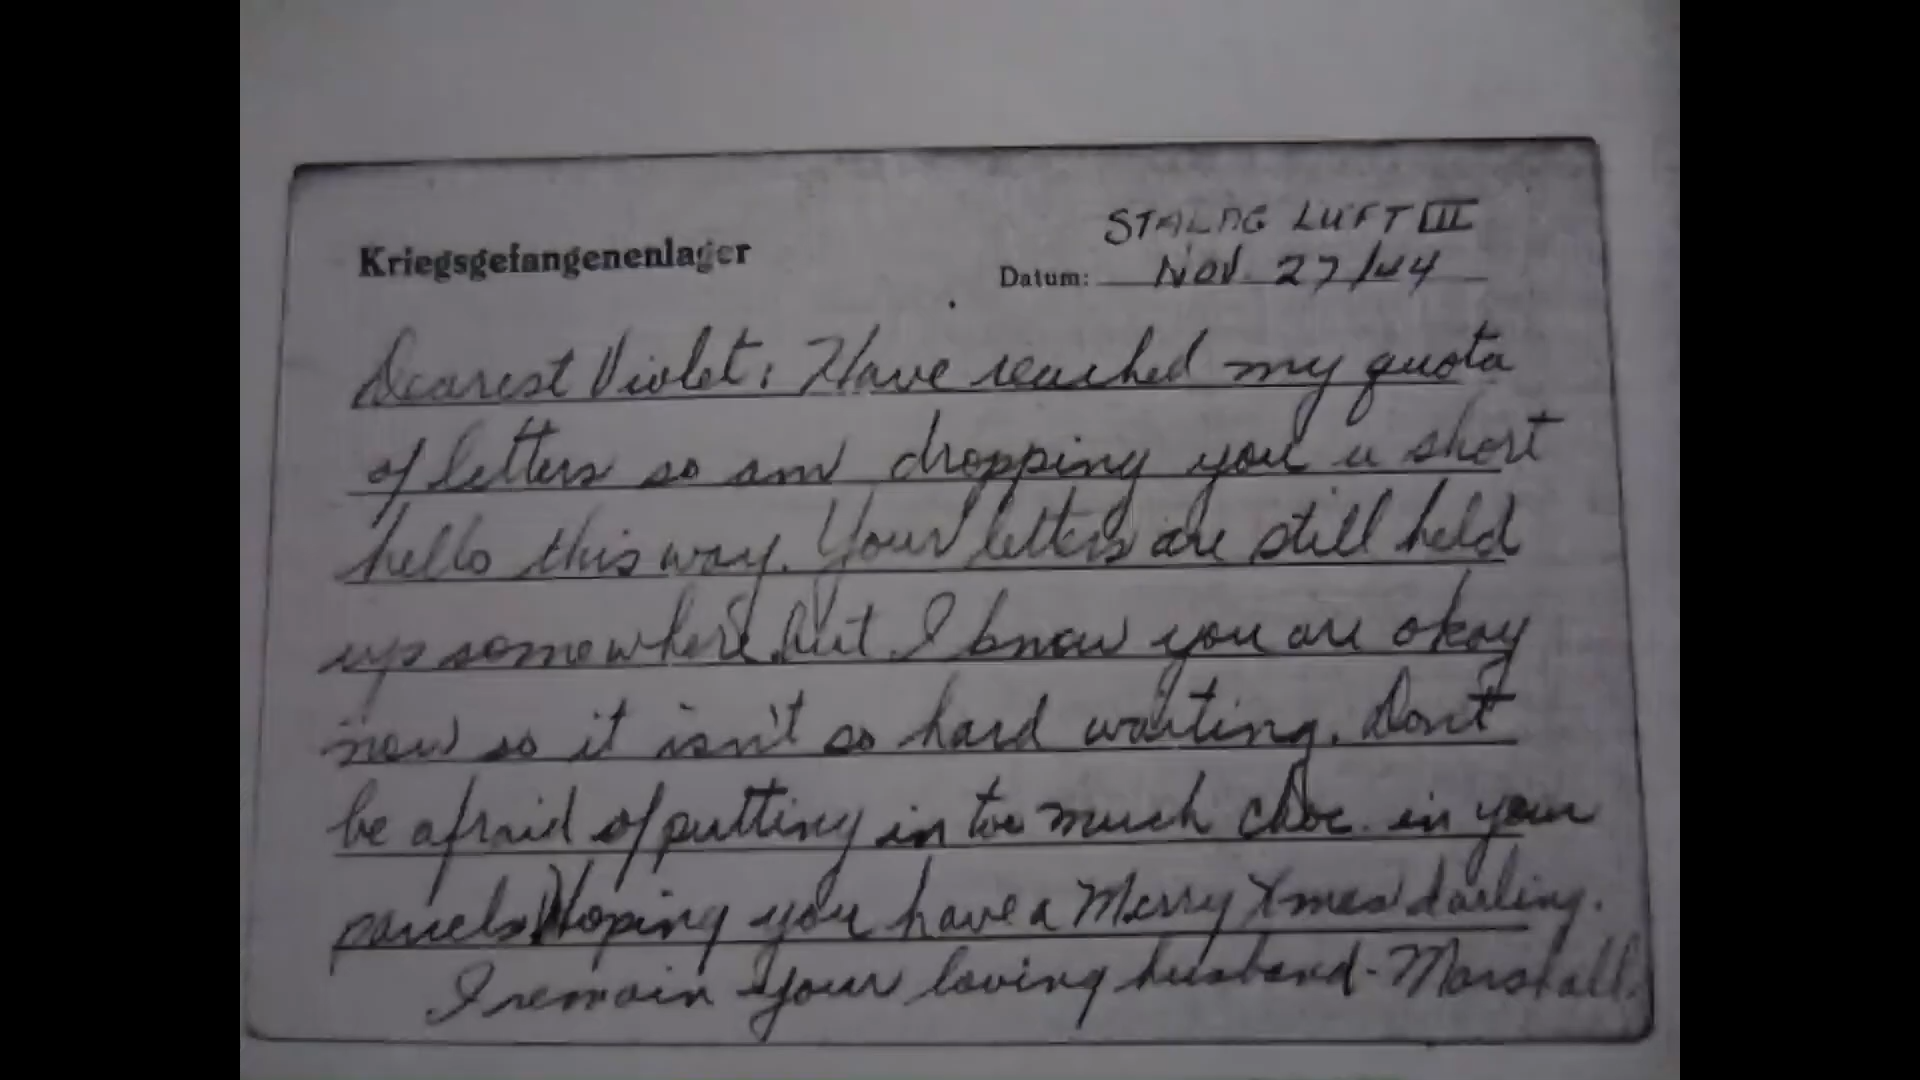 STALAG LUFT III
Kriegsgefangenenlager
Datum: Nov. 27/44
Dearest Violet: Have reached my quota
of letters so am dropping you a short
hello this way. Your letters are still held
up somewhere but I know you are okay
now so it isn't so hard waiting. Don't
be afraid of putting in too much choc. in your
parcels. Hoping you have a Merry Xmas darling.
I remain your loving husband - Marshall.